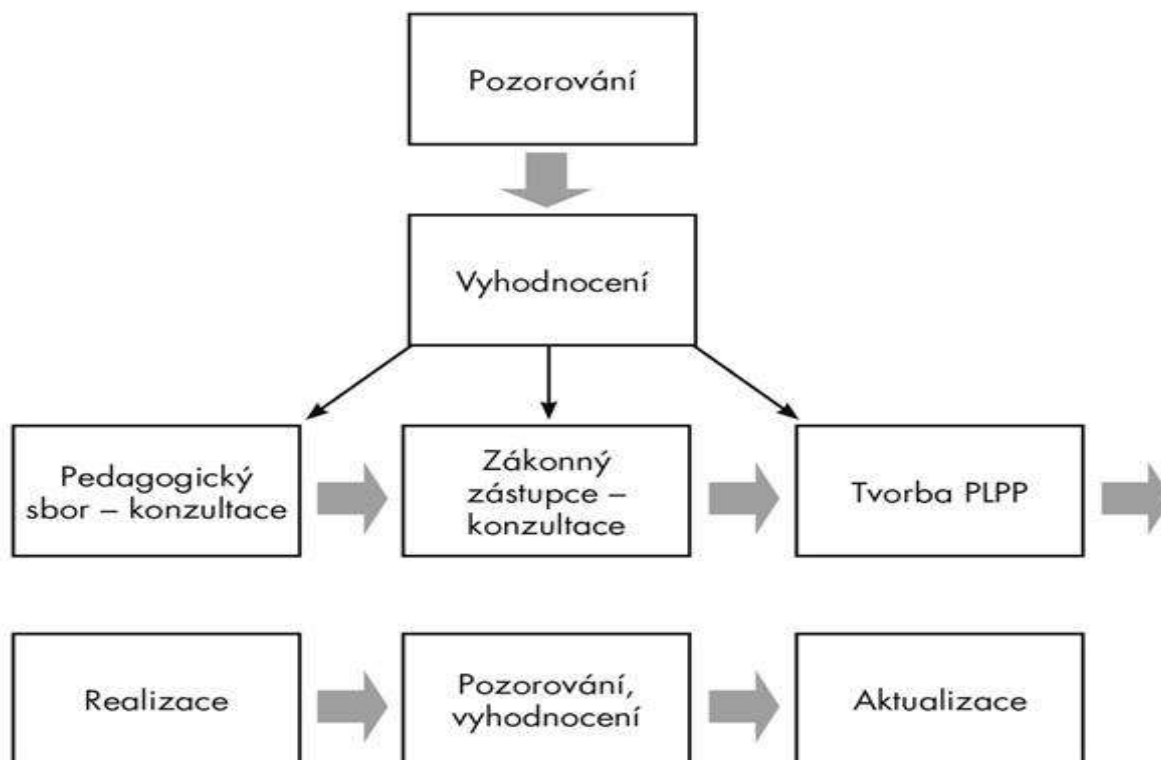 Pozorování
Vyhodnocení
Pedagogický
sbor – konzultace
Zákonný
zástupce –
konzultace
Tvorba PLPP
Realizace
Pozorování,
vyhodnocení
Aktualizace